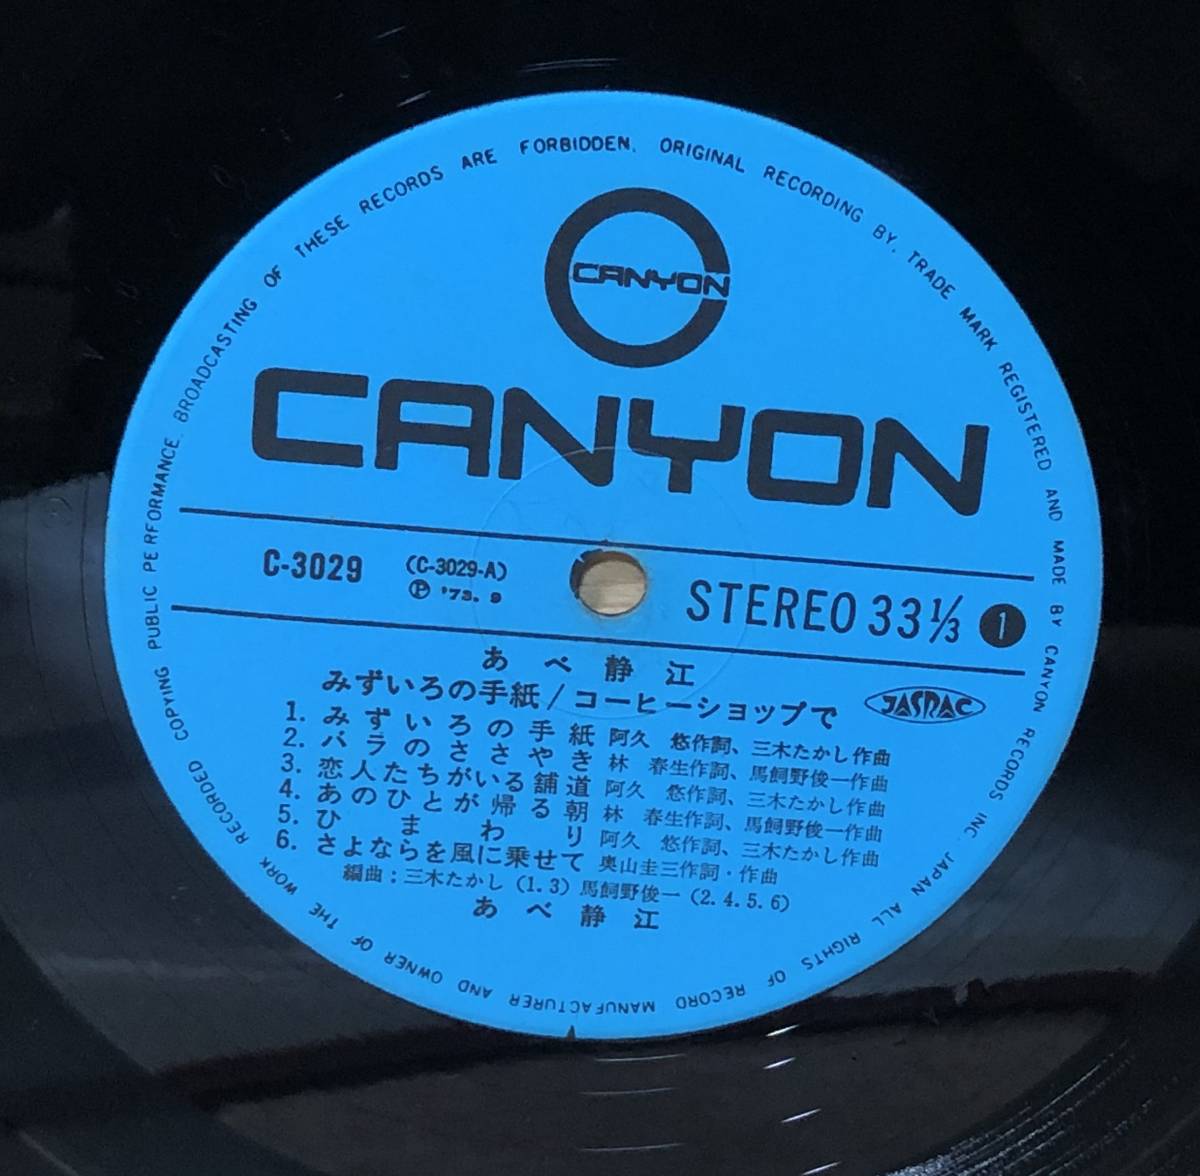 COPYING PUBLIC PERFORMANCE. BROADCASTING OF THESE RECORDS ARE FORBIDDEN. ORIGINAL RECORDING BY. TRADE MARK REGISTERED AND MADE BY CANYON RECORDS INC. JAPAN ALL RIGHTS OF RECORD MANUFACTURER AND OWNER OF THE WORK RECORDED
CANYON
CANYON
C-3029 (C-3029-A) STEREO 33 1/3 1
Ⓟ '73. 9
あべ静江
みずいろの手紙/コーヒーショップで JASRAC
1. みずいろの手紙 阿久 悠作詞、三木たかし作曲
2. バラのささやき 林 春生作詞、馬飼野俊一作曲
3. 恋人たちがいる舗道 阿久 悠作詞、三木たかし作曲
4. あのひとが帰る朝 林 春生作詞、馬飼野俊一作曲
5. ひまわり 阿久 悠作詞、三木たかし作曲
6. さよならを風に乗せて 奥山圭三作詞・作曲
編曲：三木たかし(1.3)馬飼野俊一(2.4.5.6)
あべ静江